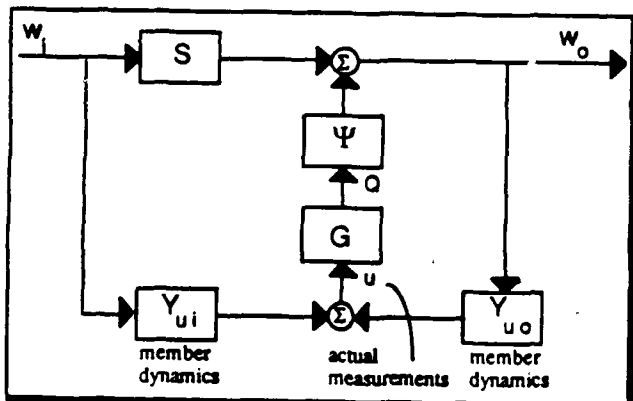 w_i
S
Σ
w_o
Ψ
Q
G
u
Y_ui
Σ
Y_uo
member
dynamics
actual
measurements
member
dynamics